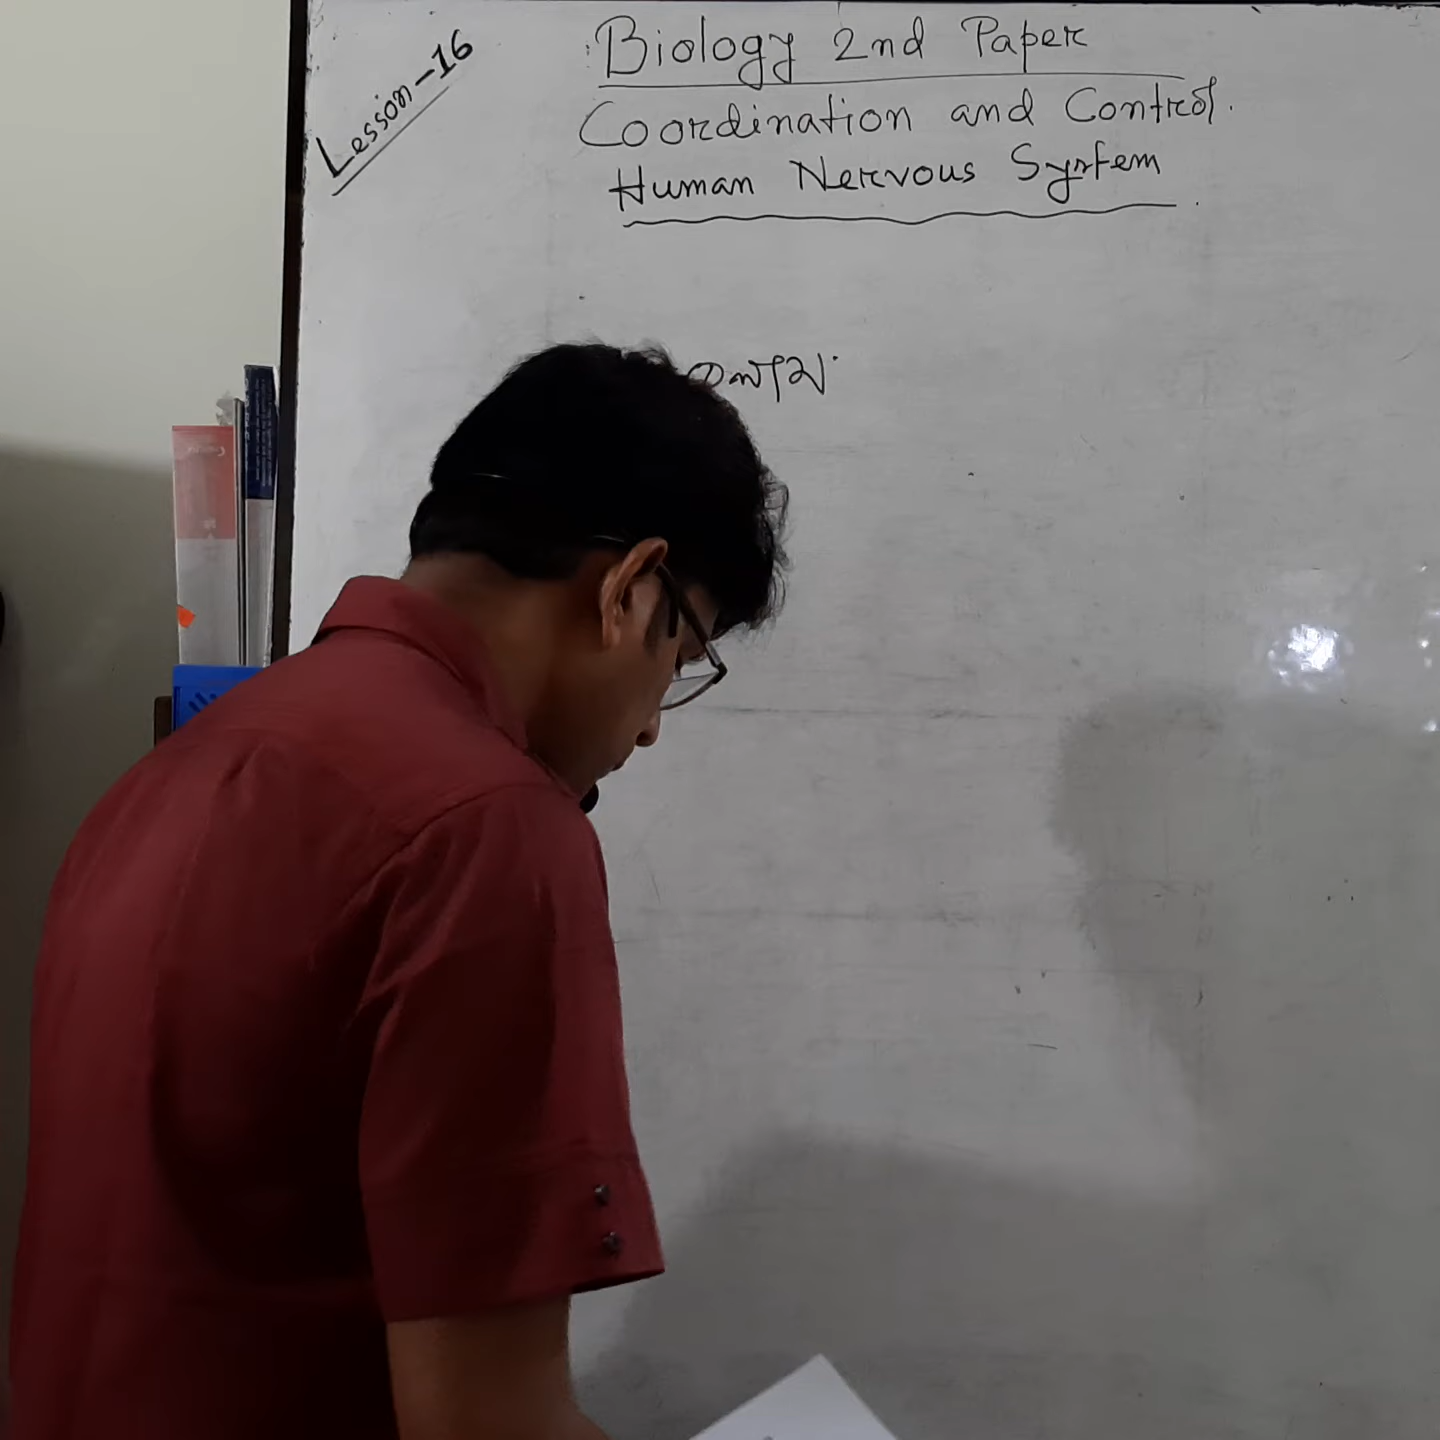 Lesson-16
Biology 2nd Paper
Coordination and Control.
Human Nervous System